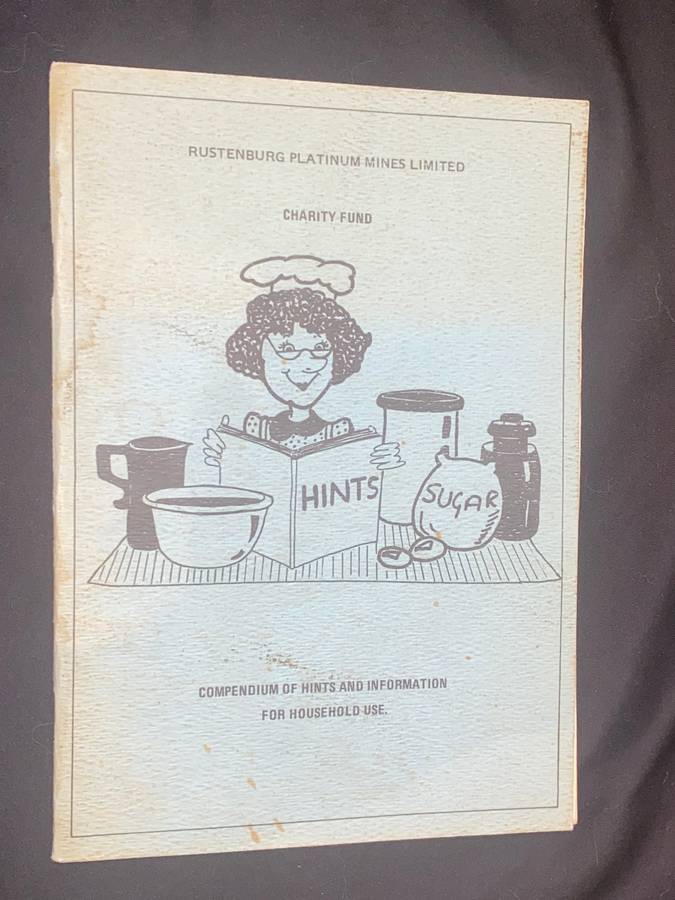 RUSTENBURG PLATINUM MINES LIMITED
CHARITY FUND
HINTS
SUGAR
COMPENDIUM OF HINTS AND INFORMATION
FOR HOUSEHOLD USE.